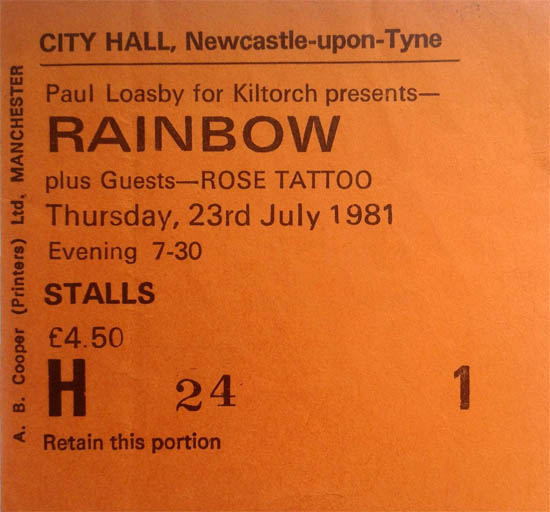 CITY HALL, Newcastle-upon-Tyne
Paul Loasby for Kiltorch presents—
RAINBOW
plus Guests—ROSE TATTOO
Thursday, 23rd July 1981
Evening 7-30
STALLS
£4.50
H 24 1
Retain this portion
A. B. Cooper (Printers) Ltd, MANCHESTER